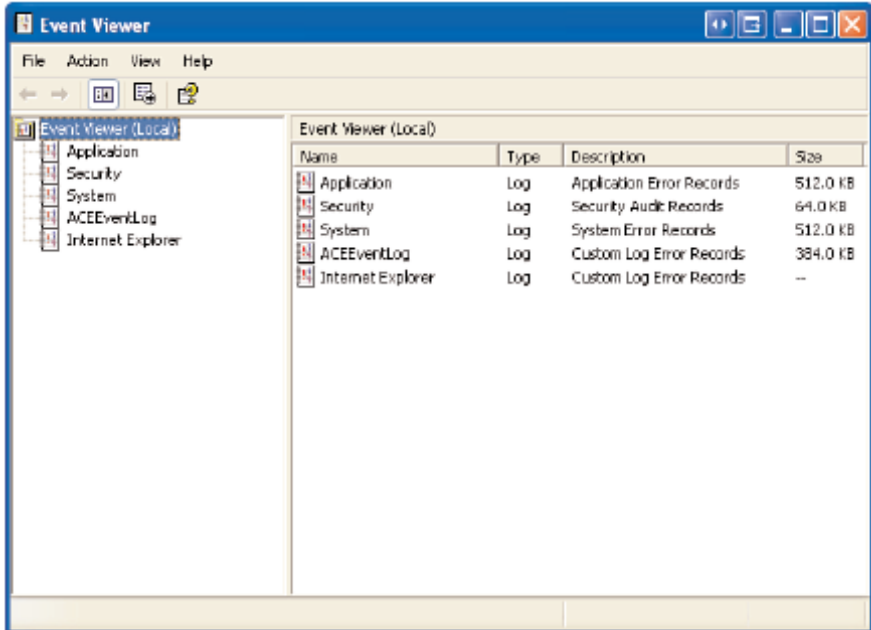 Event Viewer
File Action View Help
Event Viewer (Local)
Application
Security
System
ACEEventLog
Internet Explorer
Event Viewer (Local)
Name Type Description Size
Application Log Application Error Records 512.0 KB
Security Log Security Audit Records 64.0 KB
System Log System Error Records 512.0 KB
ACEEventLog Log Custom Log Error Records 384.0 KB
Internet Explorer Log Custom Log Error Records --